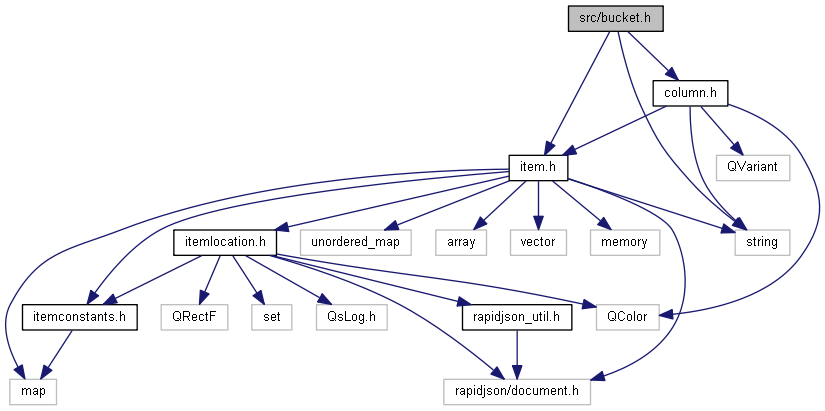 src/bucket.h
column.h
item.h
QVariant
itemlocation.h
unordered_map
array
vector
memory
string
itemconstants.h
QRectF
set
QsLog.h
rapidjson_util.h
QColor
map
rapidjson/document.h